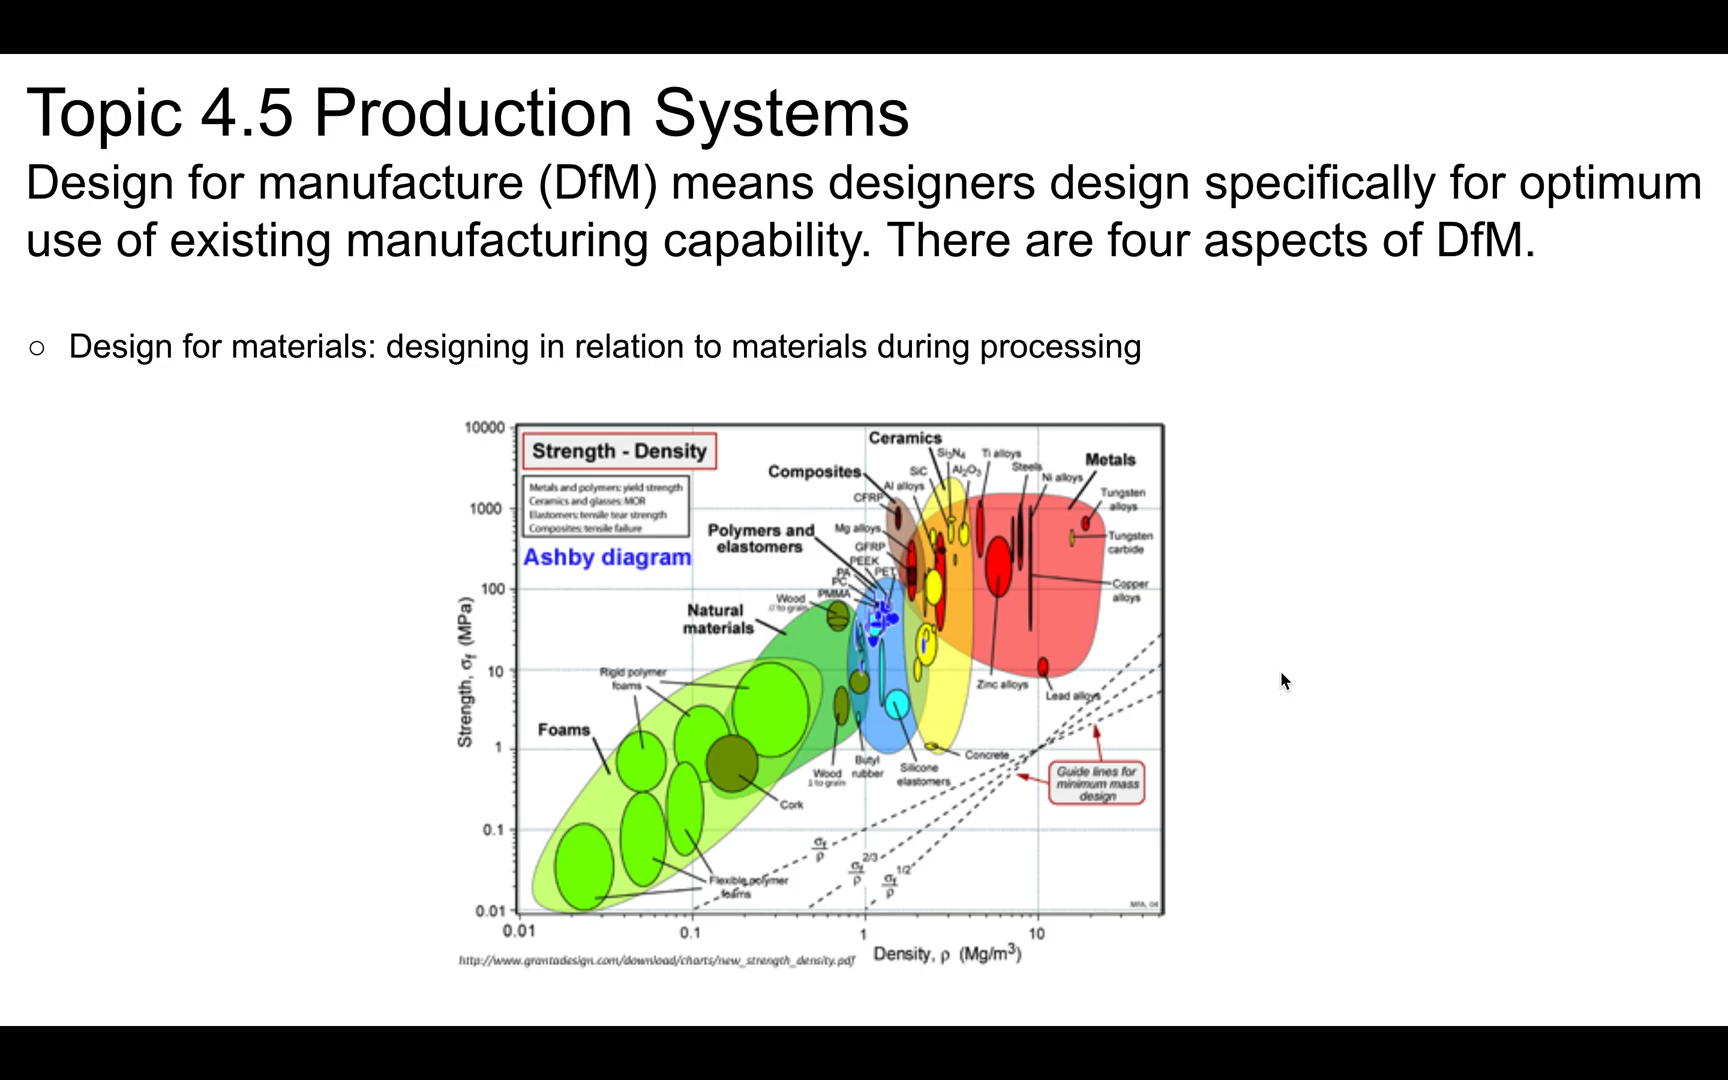 Topic 4.5 Production Systems
Design for manufacture (DfM) means designers design specifically for optimum
use of existing manufacturing capability. There are four aspects of DfM.
○ Design for materials: designing in relation to materials during processing
Strength - Density
Metals and polymers: yield strength
Ceramics and glasses: MOR
Elastomers: tensile tear strength
Composites: tensile failure
Ashby diagram
10000
1000
100
10
1
0.1
0.01
Strength, σf (MPa)
Ceramics
Si3N4
Ti alloys
Composites
SiC
Al2O3
Steels
Metals
Al alloys
Ni alloys
CFRP
Tungsten
alloys
Polymers and
elastomers
Mg alloys
GFRP
PEEK
PET
PA
PC
PMMA
Tungsten
carbide
Copper
alloys
Wood
// to grain
Natural
materials
Rigid polymer
foams
Zinc alloys
Lead alloys
Foams
Wood
⊥ to grain
Butyl
rubber
Silicone
elastomers
Concrete
Guide lines for
minimum mass
design
Cork
σf
ρ
σf 2/3
ρ
σf 1/2
ρ
Flexible polymer
foams
MFA, 04
0.01
0.1
1
10
Density, ρ (Mg/m3)
http://www.grantadesign.com/download/charts/new_strength_density.pdf